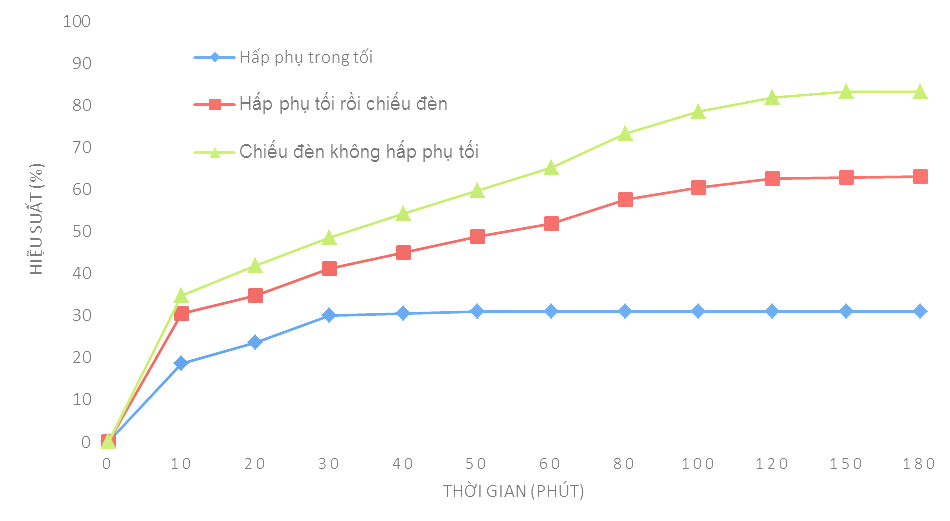 100
90
80
70
60
50
40
30
20
10
0
HIỆU SUẤT (%)
Hấp phụ trong tối
Hấp phụ tối rồi chiếu đèn
Chiếu đèn không hấp phụ tối
0 10 20 30 40 50 60 80 100 120 150 180
THỜI GIAN (PHÚT)